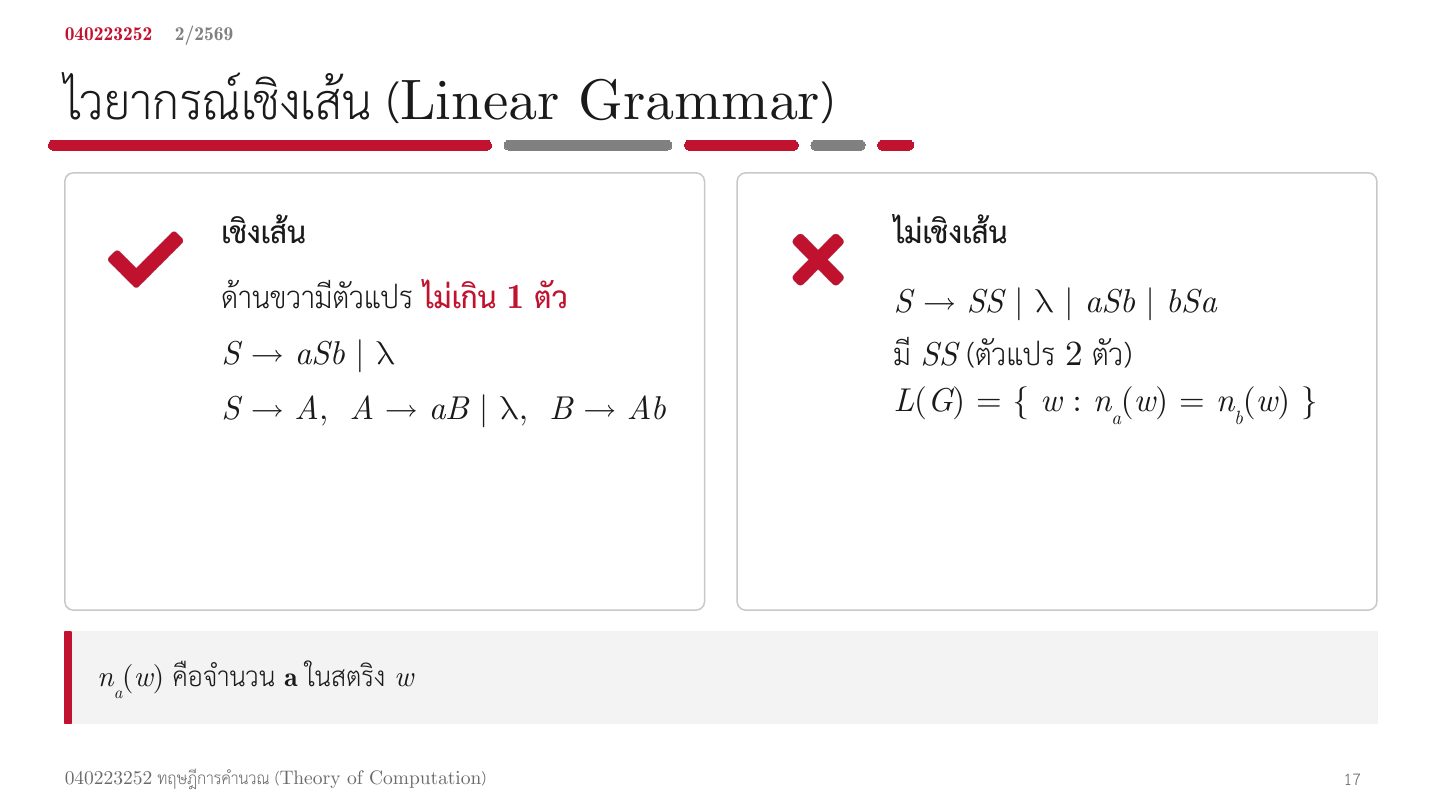 040223252 2/2569
ไวยากรณ์เชิงเส้น (Linear Grammar)
เชิงเส้น
ด้านขวามีตัวแปร ไม่เกิน 1 ตัว
S → aSb | λ
S → A, A → aB | λ, B → Ab
ไม่เชิงเส้น
S → SS | λ | aSb | bSa
มี SS (ตัวแปร 2 ตัว)
L(G) = { w : nₐ(w) = n_b(w) }
nₐ(w) คือจำนวน a ในสตริง w
040223252 ทฤษฎีการคำนวณ (Theory of Computation)
17